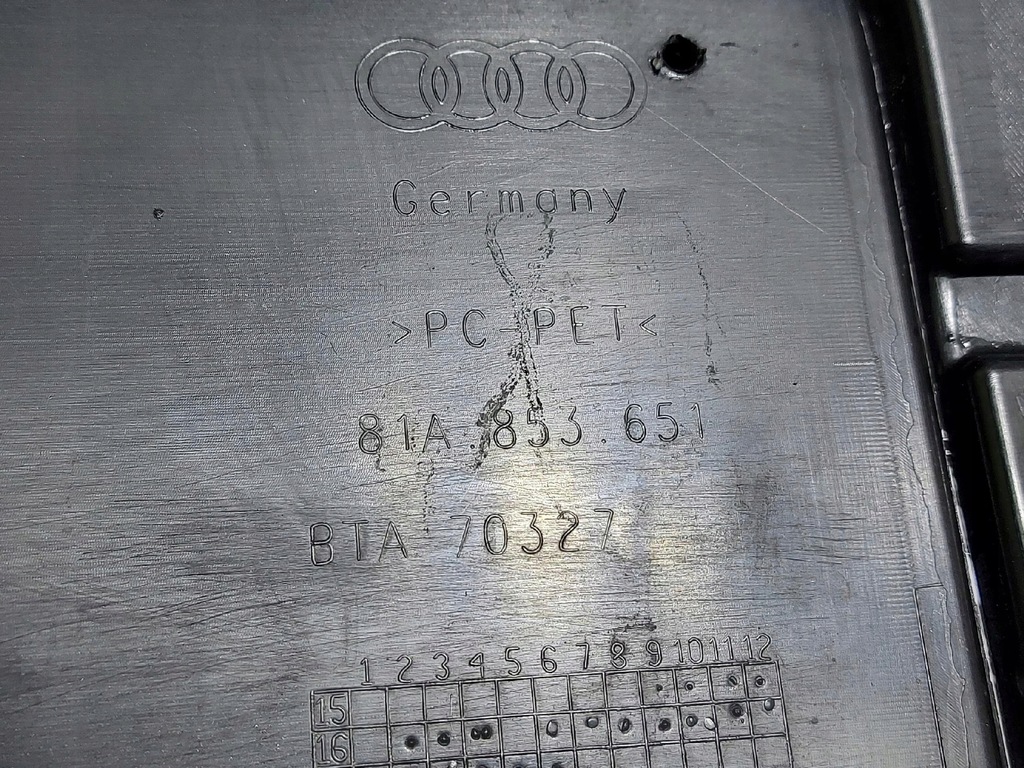 Germany
>PC-PET<
81A.853.651
BTA 70327
1 2 3 4 5 6 7 8 9 10 11 12
15
16